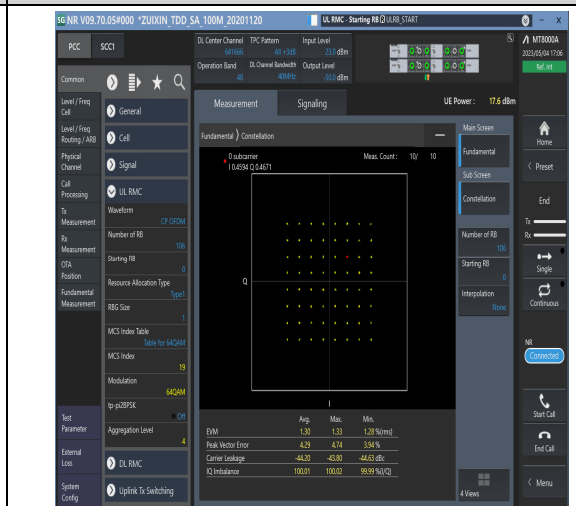 5G NR V09.70.05#000 *ZUIXIN_TDD_SA_100M_20201120
UL RMC - Starting RB ULRB_START
PCC
SCC1
DL Center Channel
641666
TPC Pattern
All +3dB
Input Level
23.0 dBm
Operation Band
48
DL Channel Bandwidth
40MHz
Output Level
-90.0 dBm
MT8000A
2023/05/04 17:06
Ref. Int
Common
Level / Freq
Cell
Level / Freq
Routing / ARB
Physical
Channel
Call
Processing
Tx
Measurement
Rx
Measurement
OTA
Position
Fundamental
Measurement
Test
Parameter
External
Loss
System
Config
General
Cell
Signal
UL RMC
Waveform
CP OFDM
Number of RB
106
Starting RB
0
Resource Allocation Type
Type1
RBG Size
1
MCS Index Table
Table for 64QAM
MCS Index
19
Modulation
64QAM
tp-pi2BPSK
Off
Aggregation Level
4
DL RMC
Uplink Tx Switching
Measurement
Signaling
UE Power : 17.6 dBm
Fundamental > Constellation
0 subcarrier
I 0.4594 Q 0.4671
Meas. Count : 10/ 10
Q
I
Avg. Max. Min.
EVM 1.30 1.33 1.28 %(rms)
Peak Vector Error 4.29 4.74 3.94 %
Carrier Leakage -44.20 -43.80 -44.63 dBc
IQ Imbalance 100.01 100.02 99.99 %(I/Q)
Main Screen
Fundamental
Sub Screen
Constellation
Number of RB
106
Starting RB
0
Interpolation
None
4 Views
Home
< Preset
End
Tx
Rx
Single
Continuous
NR
Connected
Start Call
End Call
< Menu